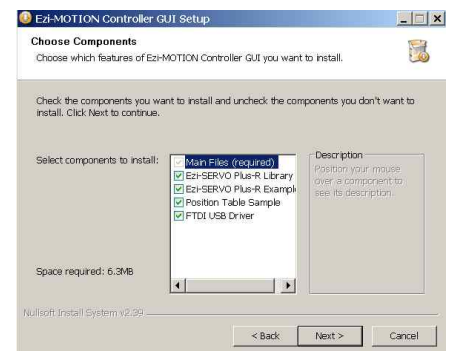 Ezi-MOTION Controller GUI Setup
Choose Components
Choose which features of Ezi-MOTION Controller GUI you want to install.
Check the components you want to install and uncheck the components you don't want to
install. Click Next to continue.
Select components to install:
Main Files (required)
Ezi-SERVO Plus-R Library
Ezi-SERVO Plus-R Exampl
Position Table Sample
FTDI USB Driver
Description
Position your mouse
over a component to
see its description.
Space required: 6.3MB
Nullsoft Install System v2.39
< Back
Next >
Cancel